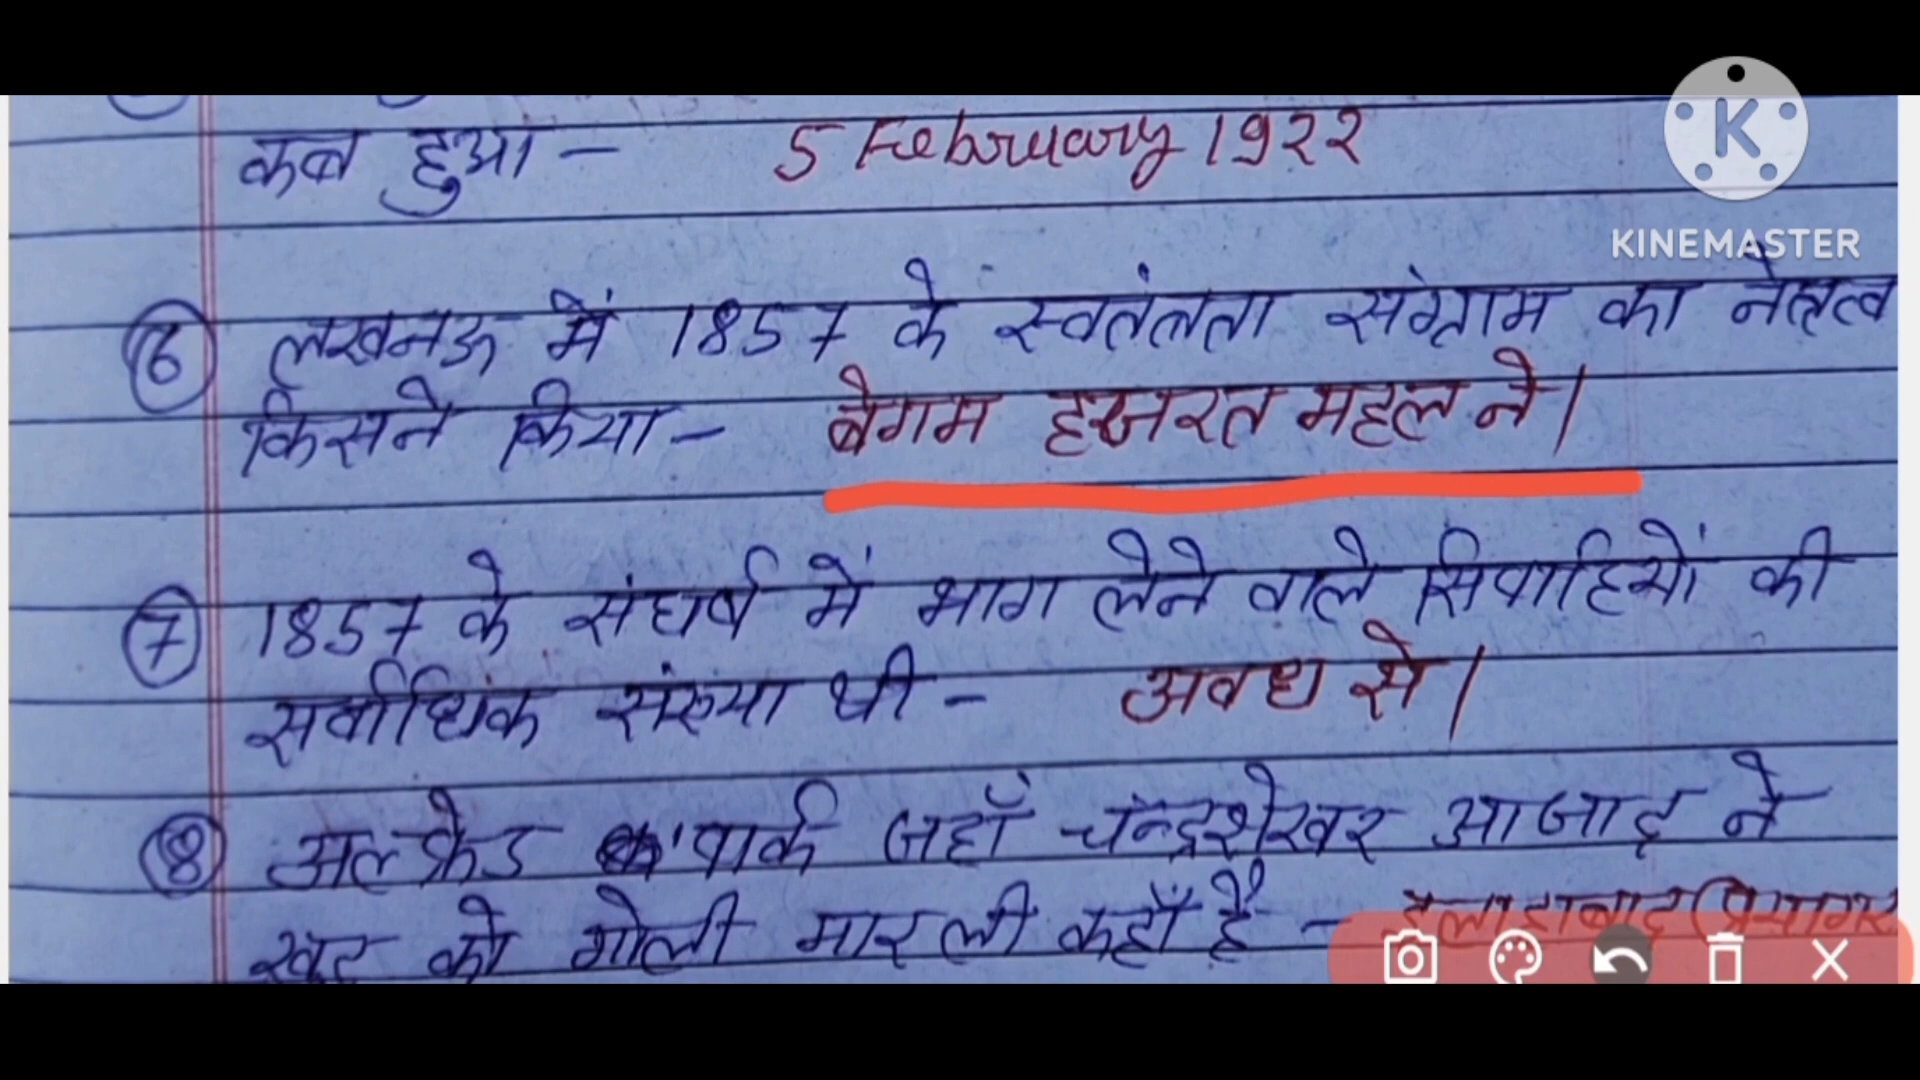 कब हुआ - 5 February 1922
KINEMASTER
⑥ लखनऊ में 1857 के स्वतंत्रता संग्राम का नेतृत्व
किसने किया - बेगम हजरत महल ने।
⑦ 1857 के संघर्ष में भाग लेने वाले सिपाहियों की
सर्वाधिक संख्या थी - अवध से।
⑧ अल्फ्रेड पार्क जहाँ चन्द्रशेखर आजाद ने
खुद को गोली मार ली कहाँ है - इलाहाबाद